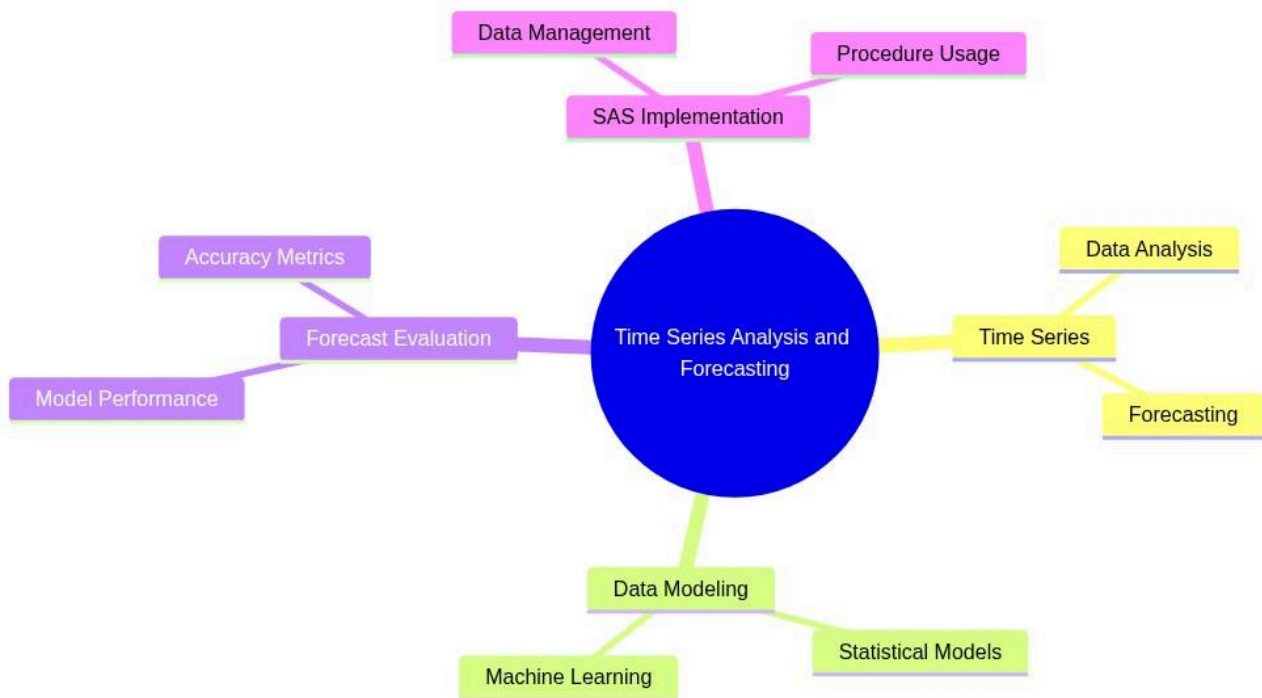 Data Management
Procedure Usage
SAS Implementation
Accuracy Metrics
Data Analysis
Forecast Evaluation
Time Series Analysis and
Forecasting
Time Series
Model Performance
Forecasting
Data Modeling
Statistical Models
Machine Learning